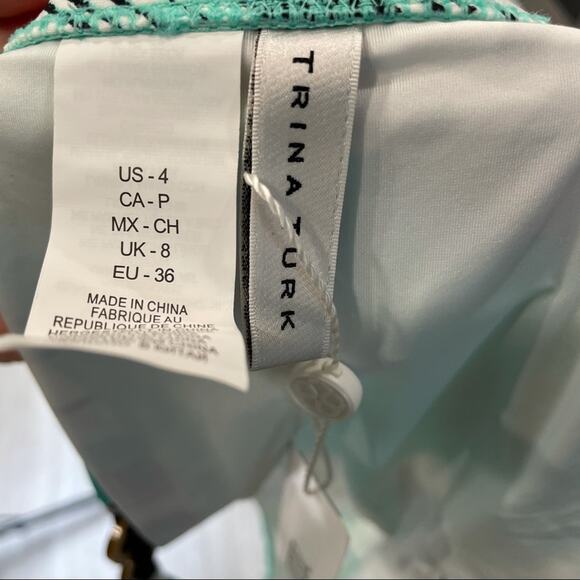 US - 4
CA - P
MX - CH
UK - 8
EU - 36
MADE IN CHINA
FABRIQUE AU
REPUBLIQUE DE CHINE
TRINA TURK